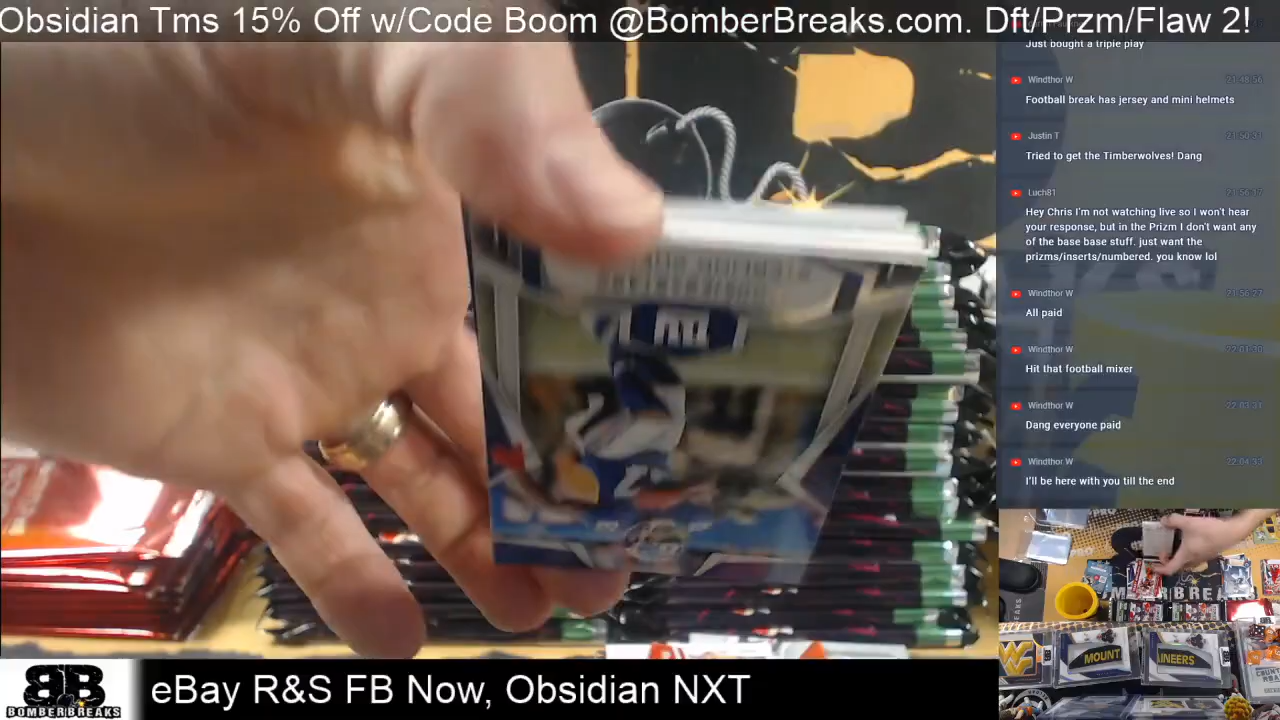 Obsidian Tms 15% Off w/Code Boom @BomberBreaks.com. Dft/Przm/Flaw 2!
Just bought a triple play
Windthor W
Football break has jersey and mini helmets
Justin T
Tried to get the Timberwolves! Dang
Luch81
Hey Chris I'm not watching live so I won't hear
your response, but in the Prizm I don't want any
of the base base stuff. just want the
prizms/inserts/numbered. you know lol
Windthor W
All paid
Windthor W
Hit that football mixer
Windthor W
Dang everyone paid
Windthor W
I'll be here with you till the end
MOUNT
AINEERS
BB
BOMBERBREAKS
eBay R&S FB Now, Obsidian NXT